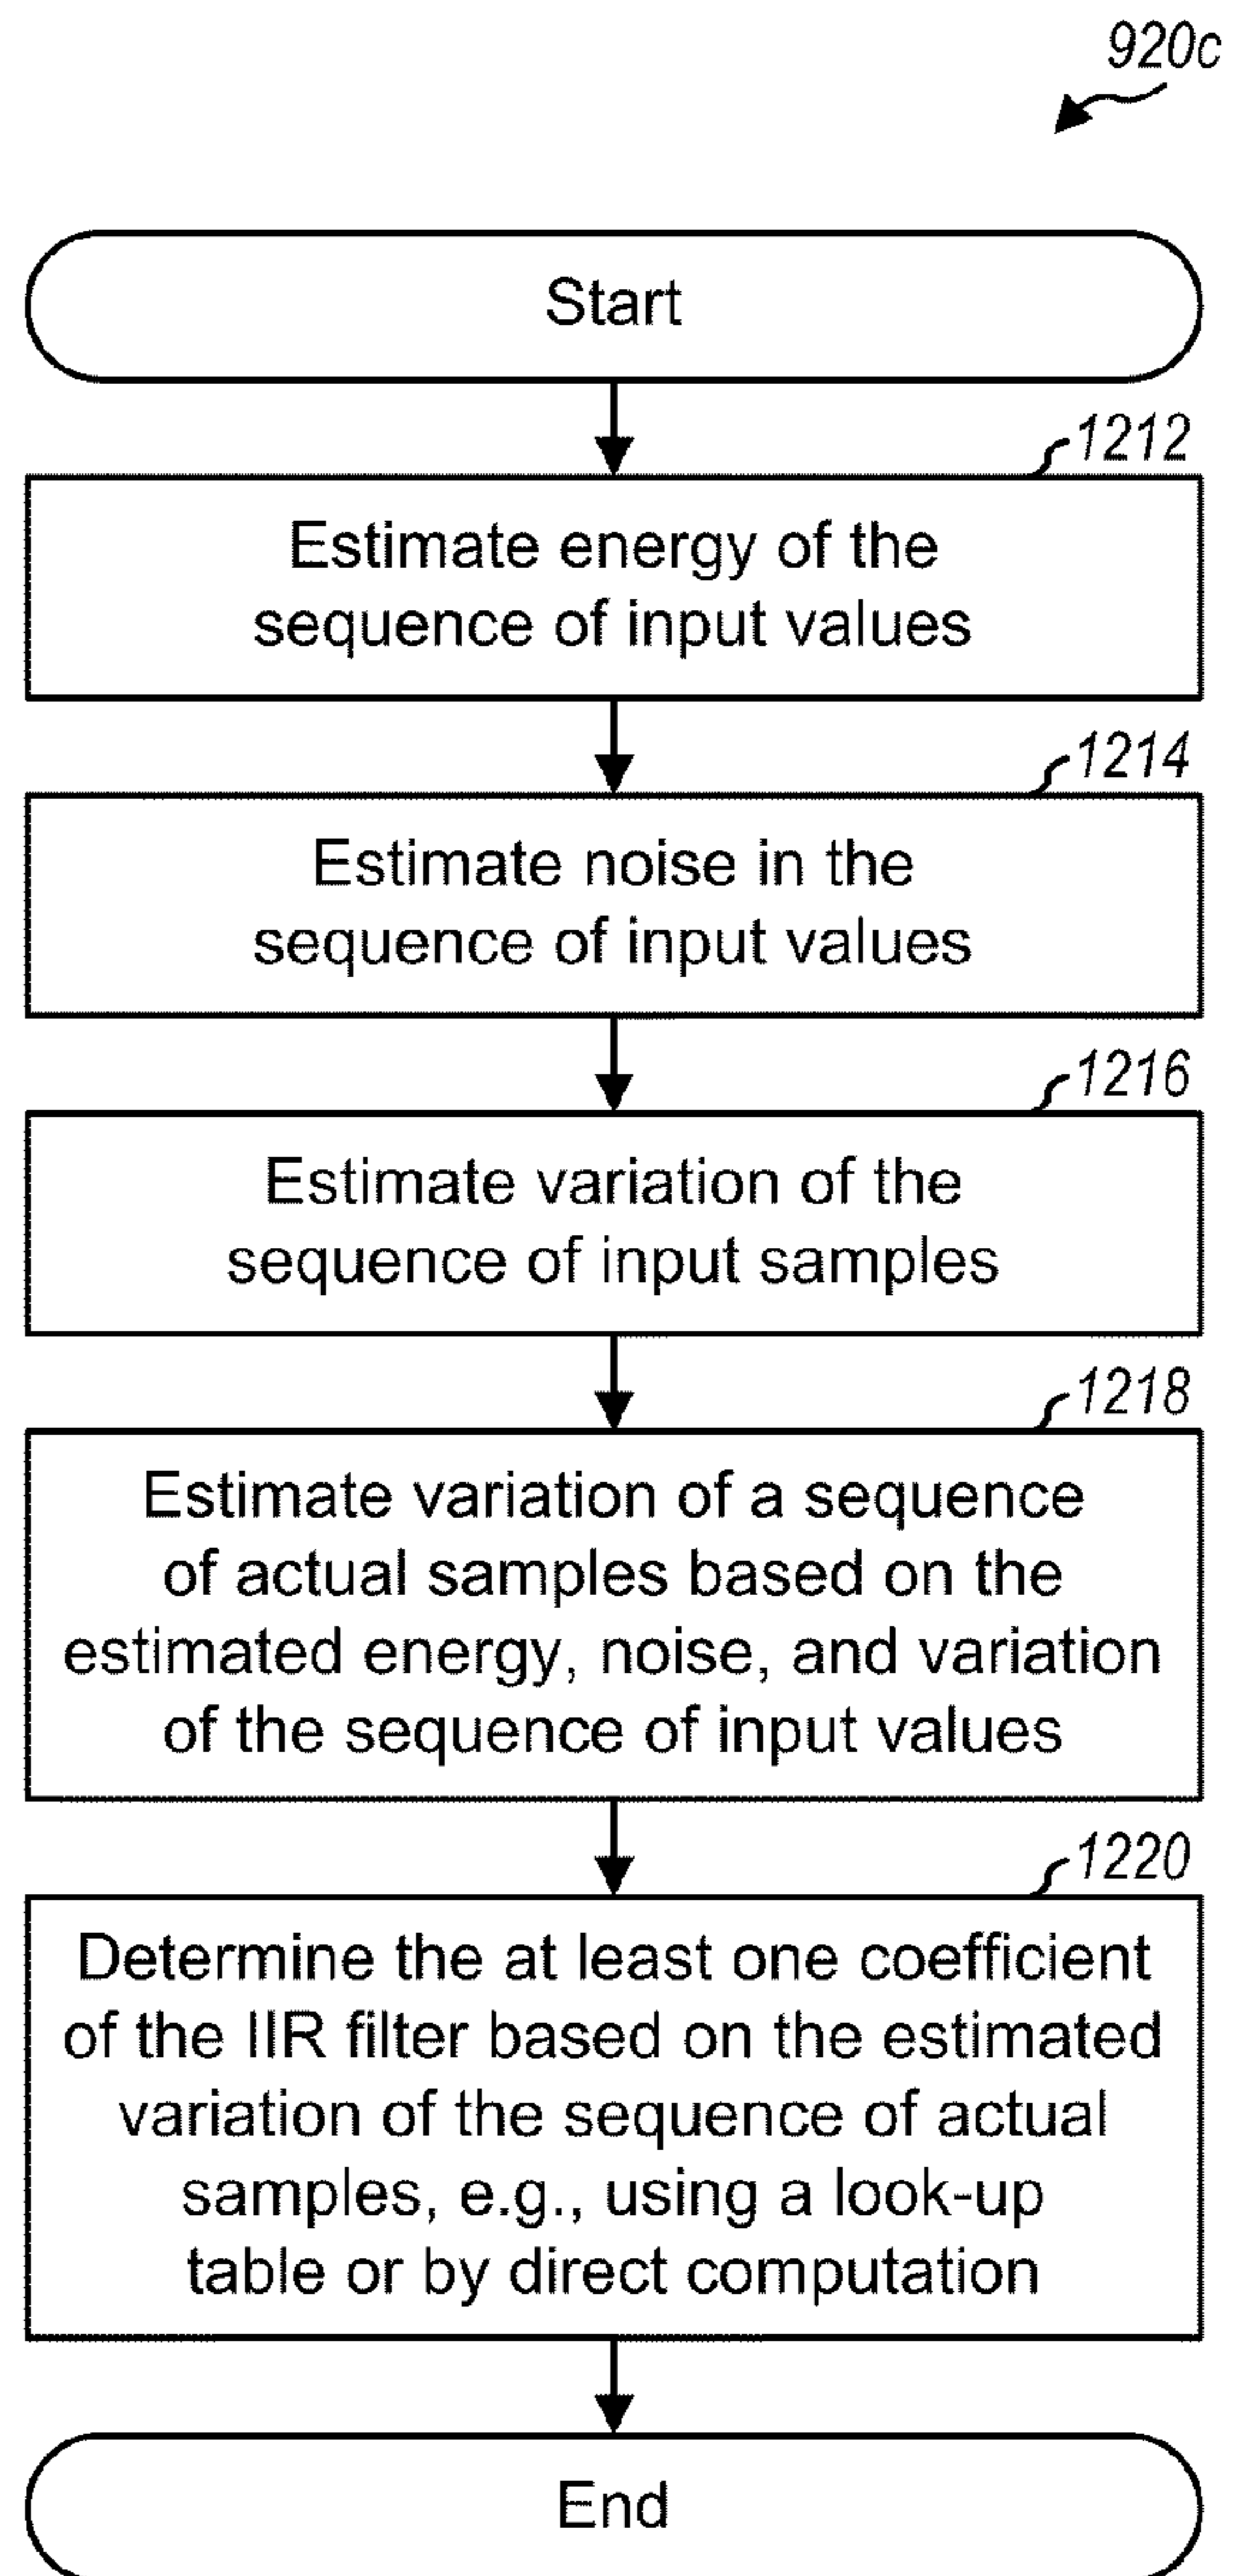 920c
Start
1212
Estimate energy of the
sequence of input values
1214
Estimate noise in the
sequence of input values
1216
Estimate variation of the
sequence of input samples
1218
Estimate variation of a sequence
of actual samples based on the
estimated energy, noise, and variation
of the sequence of input values
1220
Determine the at least one coefficient
of the IIR filter based on the estimated
variation of the sequence of actual
samples, e.g., using a look-up
table or by direct computation
End